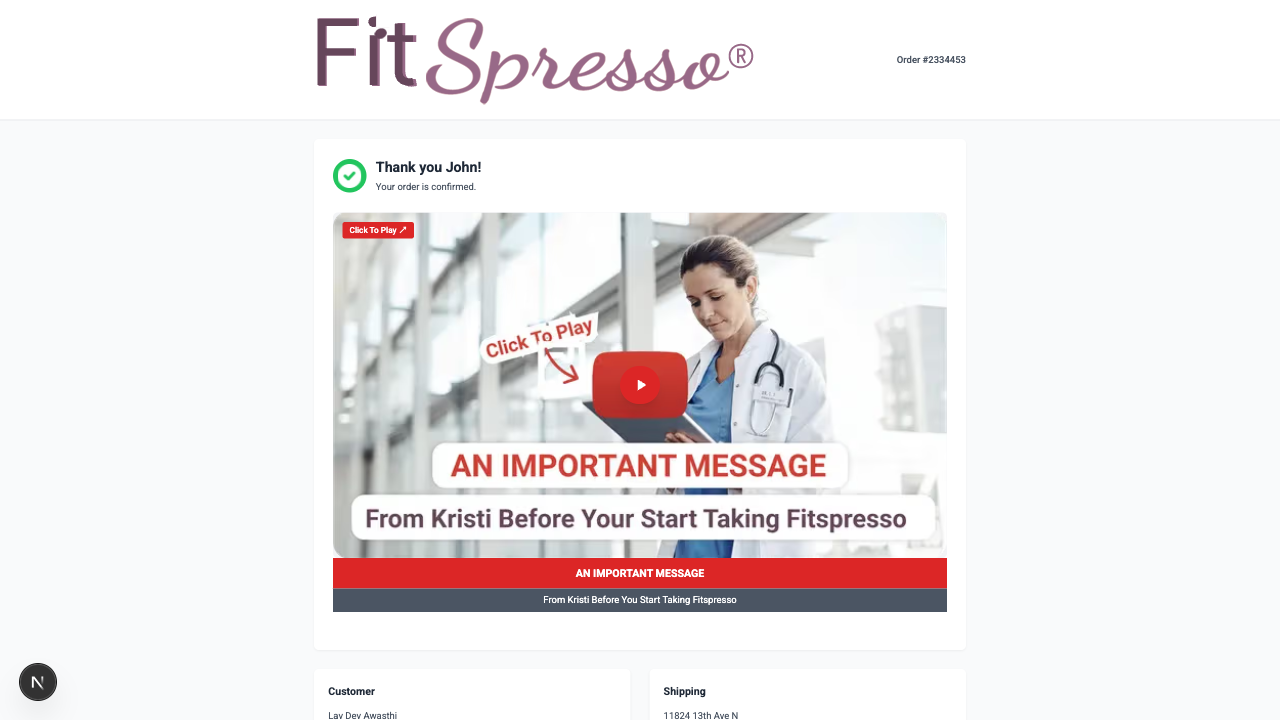 FitSpresso®
Order #2334453
Thank you John!
Your order is confirmed.
Click To Play ↗
Click To Play
AN IMPORTANT MESSAGE
From Kristi Before Your Start Taking Fitspresso
AN IMPORTANT MESSAGE
From Kristi Before You Start Taking Fitspresso
N
Customer
Shipping
Lav Dev Awasthi
11824 13th Ave N